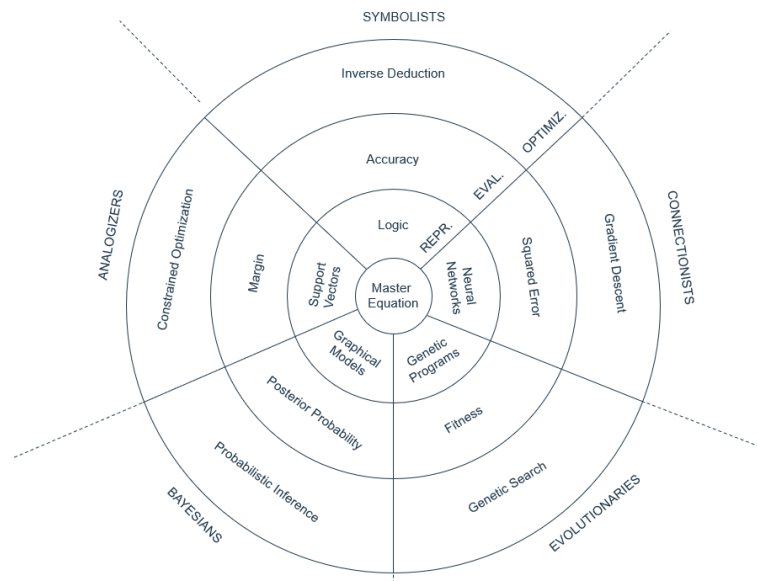 SYMBOLISTS
Inverse Deduction
OPTIMIZ.
Accuracy
EVAL.
Logic
REPR.
ANALOGIZERS
Constrained Optimization
Margin
Support
Vectors
Master
Equation
Neural
Networks
Squared Error
Gradient Descent
CONNECTIONISTS
Graphical
Models
Genetic
Programs
Posterior Probability
Fitness
Probabilistic Inference
Genetic Search
BAYESIANS
EVOLUTIONARIES